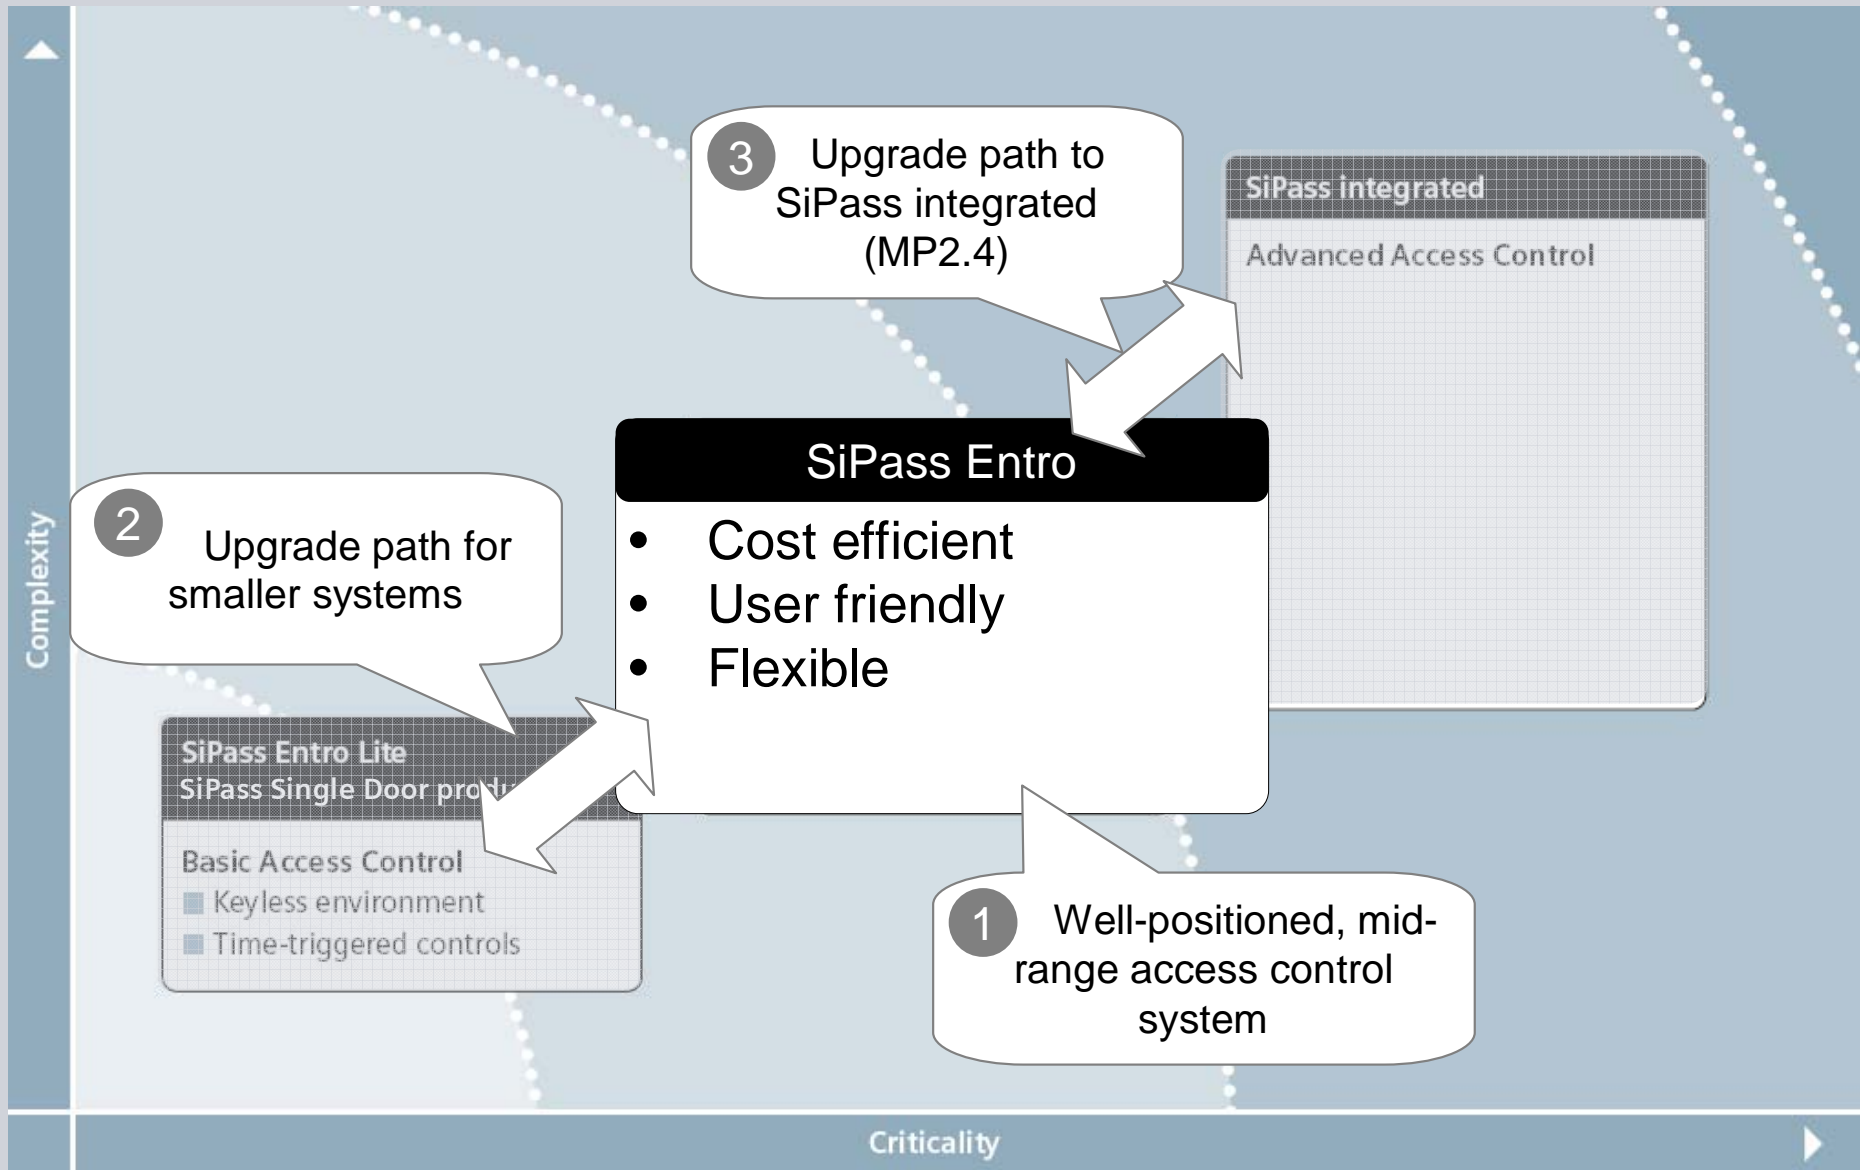 3
Upgrade path to
SiPass integrated
(MP2.4)
SiPass integrated
Advanced Access Control
SiPass Entro
• Cost efficient
• User friendly
• Flexible
2
Upgrade path for
smaller systems
Complexity
SiPass Entro Lite
SiPass Single Door
Basic Access Control
Keyless environment
Time-triggered controls
1
Well-positioned, mid-
range access control
system
Criticality